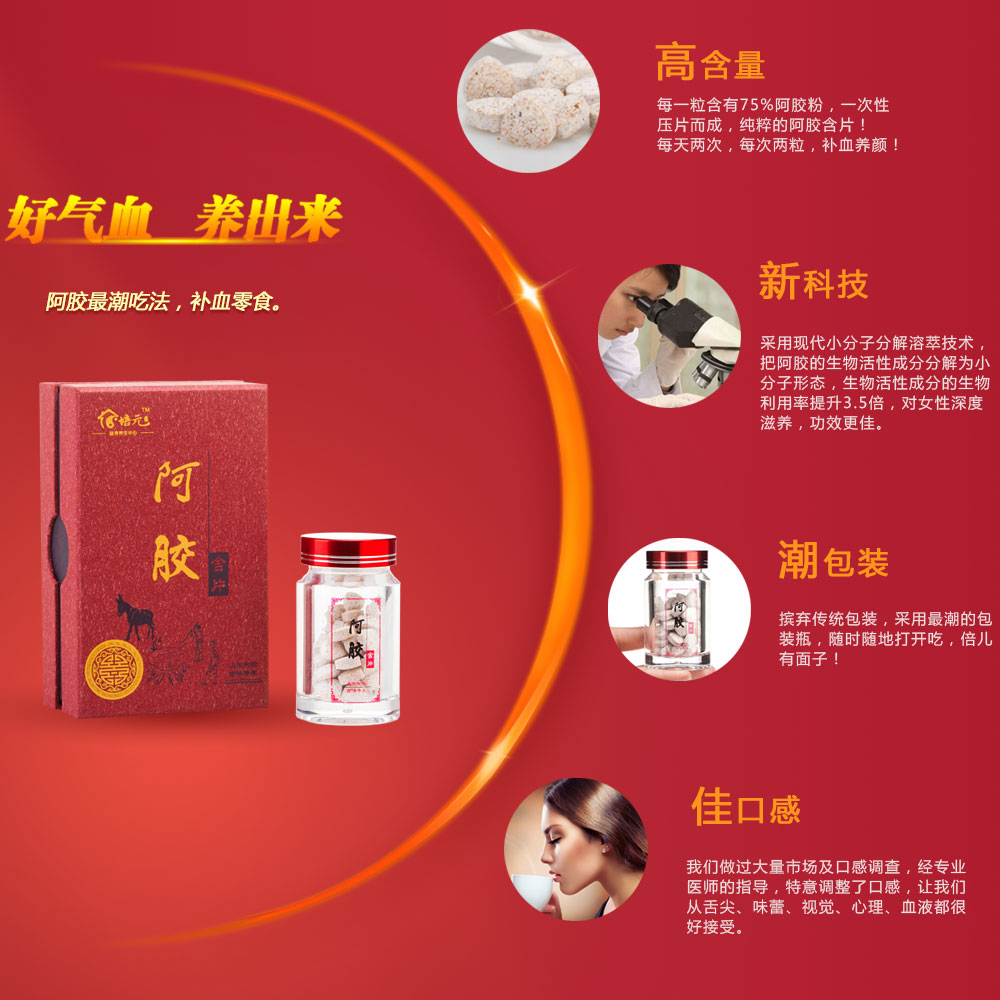 好气血 养出来
阿胶最潮吃法，补血零食。
培元
TM
阿胶
含片
阿胶
含片
高含量
每一粒含有75%阿胶粉，一次性
压片而成，纯粹的阿胶含片！
每天两次，每次两粒，补血养颜！
新科技
采用现代小分子分解溶萃技术，
把阿胶的生物活性成分分解为小
分子形态，生物活性成分的生物
利用率提升3.5倍，对女性深度
滋养，功效更佳。
阿胶
潮包装
摈弃传统包装，采用最潮的包
装瓶，随时随地打开吃，倍儿
有面子！
佳口感
我们做过大量市场及口感调查，经专业
医师的指导，特意调整了口感，让我们
从舌尖、味蕾、视觉、心理、血液都很
好接受。